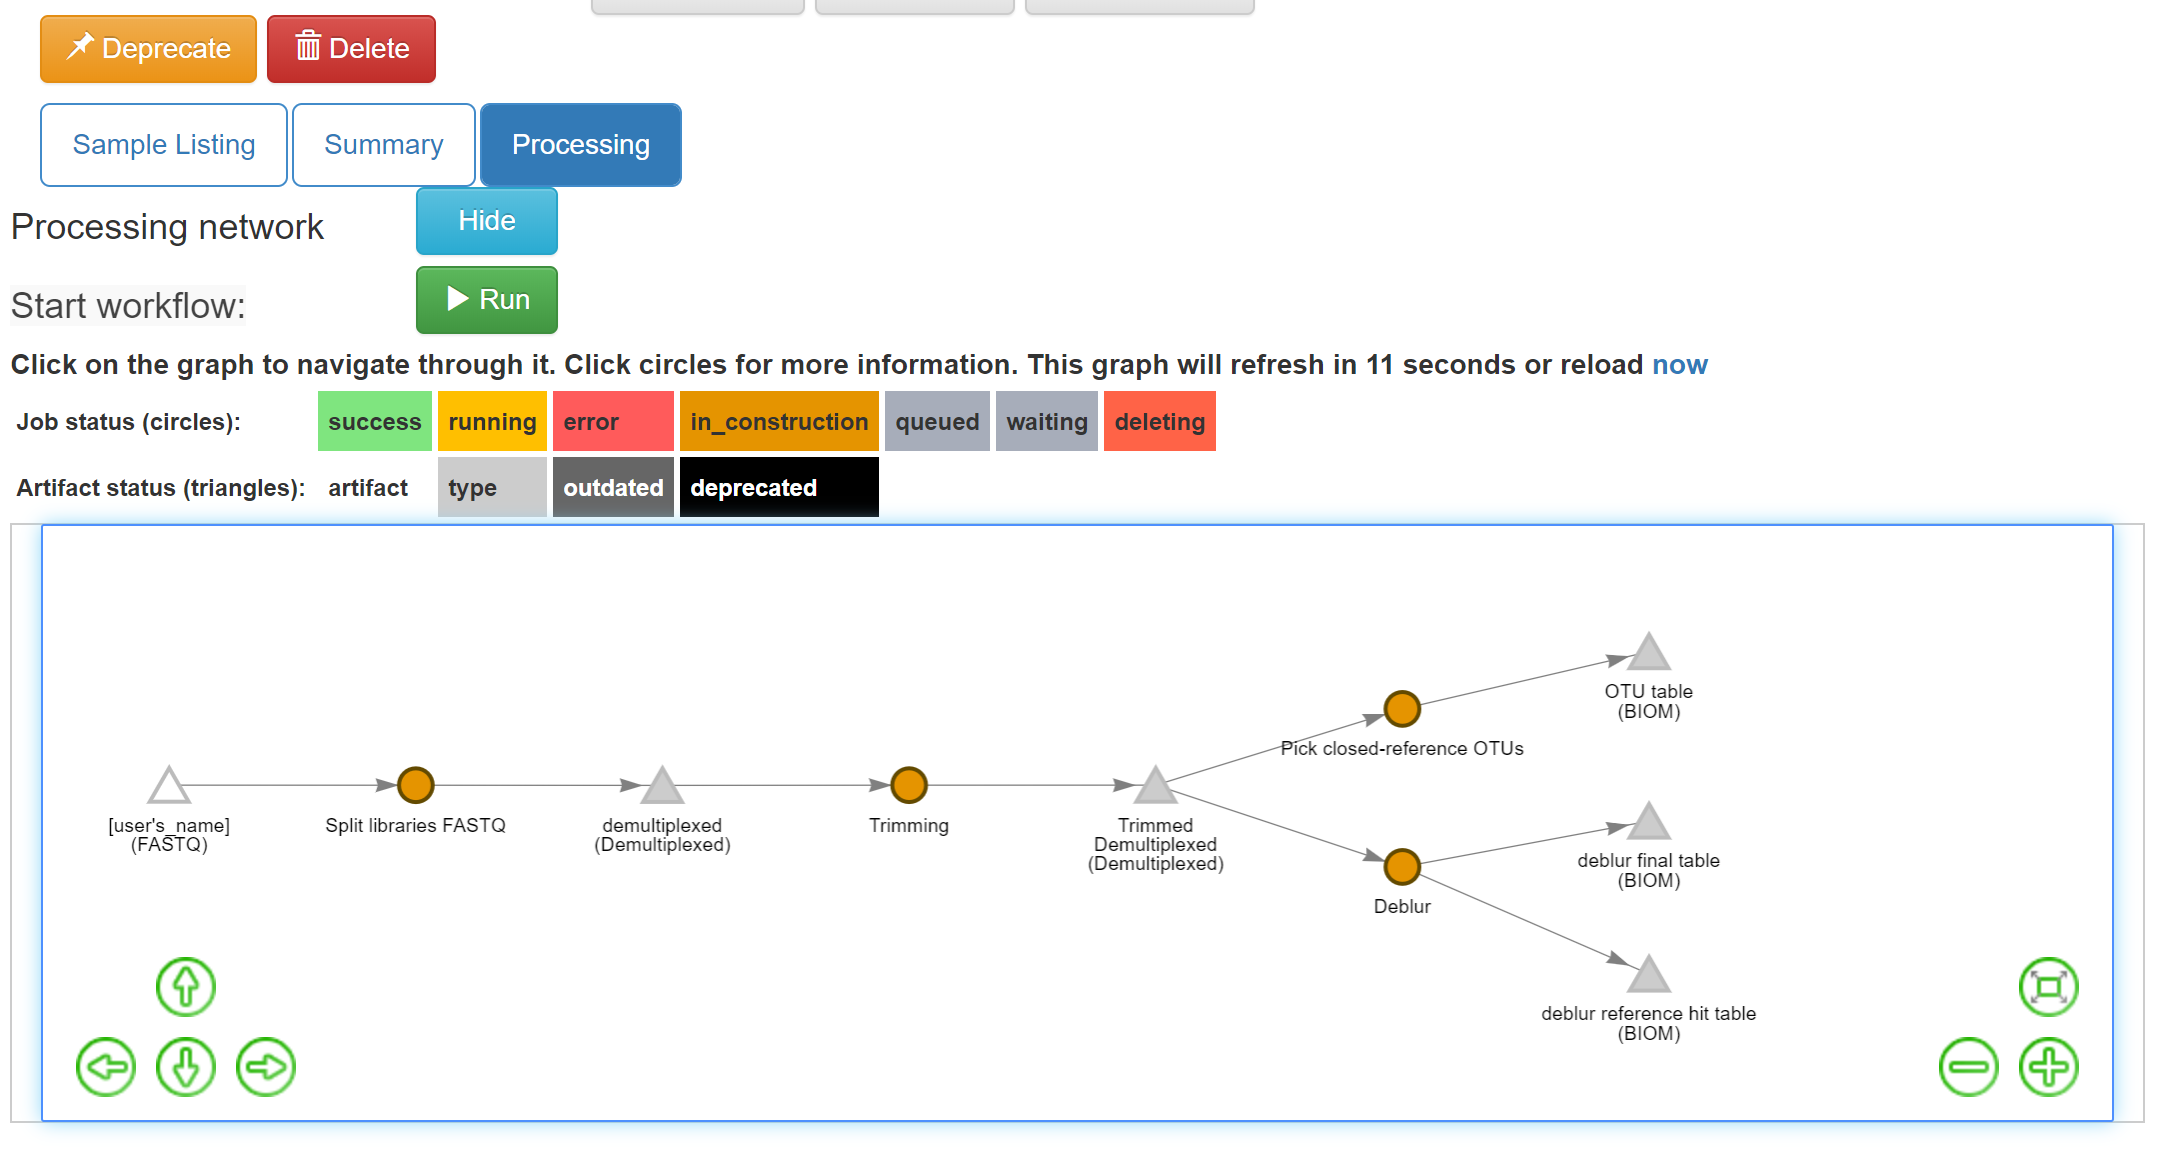 Deprecate Delete
Sample Listing Summary Processing
Processing network Hide
Start workflow: Run
Click on the graph to navigate through it. Click circles for more information. This graph will refresh in 11 seconds or reload now
Job status (circles): success running error in_construction queued waiting deleting
Artifact status (triangles): artifact type outdated deprecated
OTU table
(BIOM)
Pick closed-reference OTUs
[user's_name]
(FASTQ)
Split libraries FASTQ
demultiplexed
(Demultiplexed)
Trimming
Trimmed
Demultiplexed
(Demultiplexed)
deblur final table
(BIOM)
Deblur
deblur reference hit table
(BIOM)